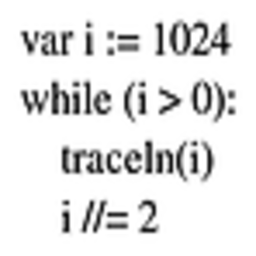 var i := 1024
while (i > 0):
traceln(i)
i //= 2